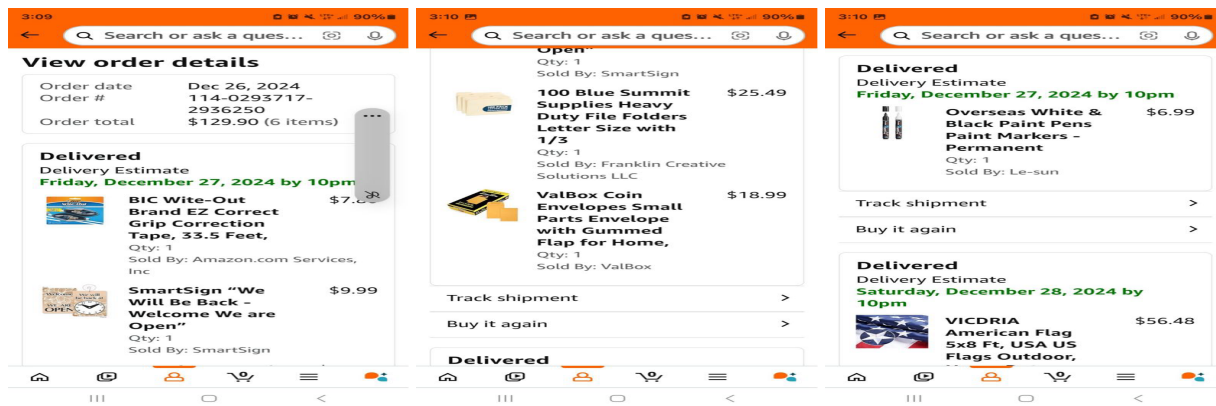 3:09
90%
Search or ask a ques...
View order details
Order date Dec 26, 2024
Order # 114-0293717-
2936250
Order total $129.90 (6 items)
Delivered
Delivery Estimate
Friday, December 27, 2024 by 10pm
BIC Wite-Out $7.
Brand EZ Correct
Grip Correction
Tape, 33.5 Feet,
Qty: 1
Sold By: Amazon.com Services,
Inc
SmartSign "We $9.99
Will Be Back -
Welcome We are
Open"
Qty: 1
Sold By: SmartSign
3:10
90%
Search or ask a ques...
Open"
Qty: 1
Sold By: SmartSign
100 Blue Summit $25.49
Supplies Heavy
Duty File Folders
Letter Size with
1/3
Qty: 1
Sold By: Franklin Creative
Solutions LLC
ValBox Coin $18.99
Envelopes Small
Parts Envelope
with Gummed
Flap for Home,
Qty: 1
Sold By: ValBox
Track shipment
Buy it again
Delivered
3:10
90%
Search or ask a ques...
Delivered
Delivery Estimate
Friday, December 27, 2024 by 10pm
Overseas White & $6.99
Black Paint Pens
Paint Markers -
Permanent
Qty: 1
Sold By: Le-sun
Track shipment
Buy it again
Delivered
Delivery Estimate
Saturday, December 28, 2024 by
10pm
VICDRIA $56.48
American Flag
5x8 Ft, USA US
Flags Outdoor,